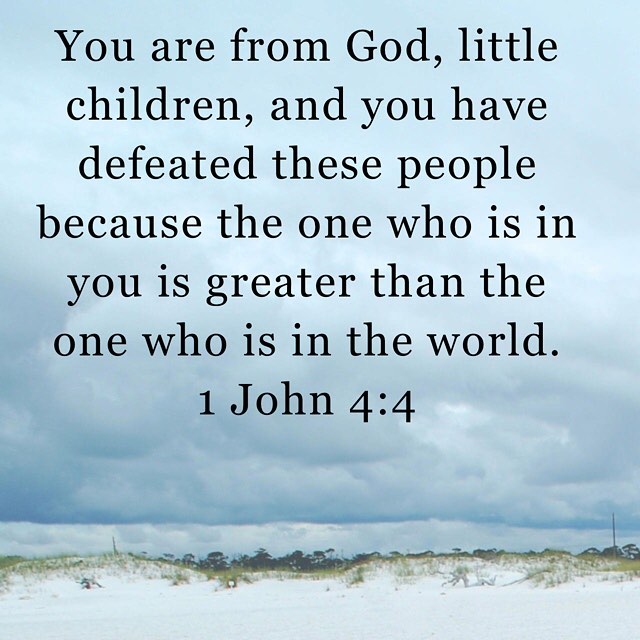 You are from God, little
children, and you have
defeated these people
because the one who is in
you is greater than the
one who is in the world.
1 John 4:4